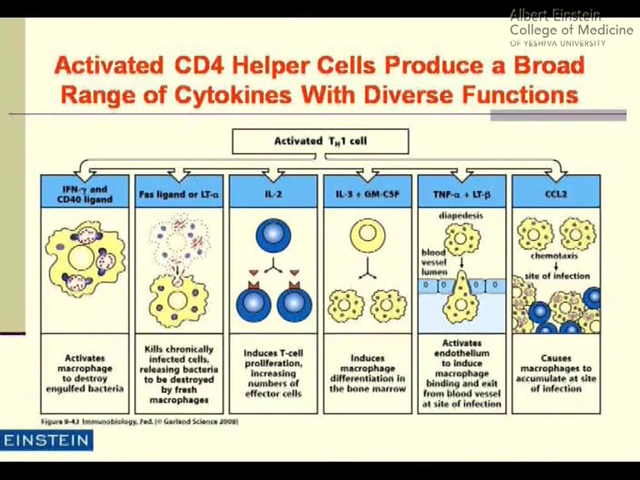 Albert Einstein
College of Medicine
OF YESHIVA UNIVERSITY
Activated CD4 Helper Cells Produce a Broad
Range of Cytokines With Diverse Functions
Activated TH1 cell
IFN-γ and
CD40 ligand
Fas ligand or LT-α
IL-2
IL-3 + GM-CSF
TNF-α + LT-β
CCL2
diapedesis
blood
vessel
lumen
chemotaxis
site of infection
Activates
macrophage
to destroy
engulfed bacteria
Kills chronically
infected cells,
releasing bacteria
to be destroyed
by fresh
macrophages
Induces T-cell
proliferation,
increasing
numbers of
effector cells
Induces
macrophage
differentiation in
the bone marrow
Activates
endothelium
to induce
macrophage
binding and exit
from blood vessel
at site of infection
Causes
macrophages to
accumulate at site
of infection
Figure 8-43 Immunobiology, 7ed. (© Garland Science 2008)
EINSTEIN